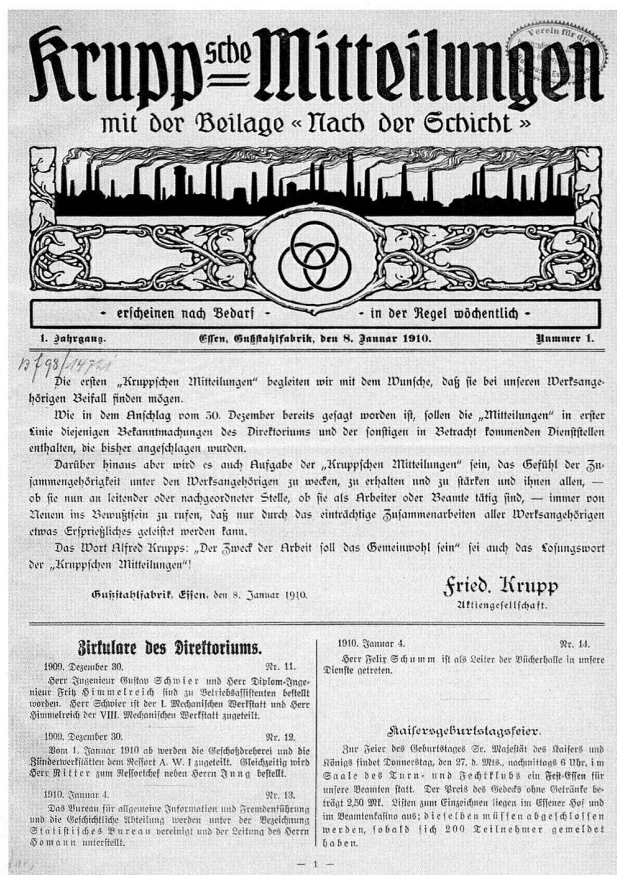 Kruppsche Mitteilungen
mit der Beilage «Nach der Schicht»
- erscheinen nach Bedarf - - in der Regel wöchentlich -
1. Jahrgang. Essen, Gußstahlfabrik, den 8. Januar 1910. Nummer 1.
Die ersten „Kruppschen Mitteilungen“ begleiten wir mit dem Wunsche, daß sie bei unseren Werksange-
hörigen Beifall finden mögen.
Wie in dem Anschlag vom 30. Dezember bereits gesagt worden ist, sollen die „Mitteilungen“ in erster
Linie diejenigen Bekanntmachungen des Direktoriums und der sonstigen in Betracht kommenden Dienststellen
enthalten, die bisher angeschlagen wurden.
Darüber hinaus aber wird es auch Aufgabe der „Kruppschen Mitteilungen“ sein, das Gefühl der Zu-
sammengehörigkeit unter den Werksangehörigen zu wecken, zu erhalten und zu stärken und ihnen allen, —
ob sie nun an leitender oder nachgeordneter Stelle, ob sie als Arbeiter oder Beamte tätig sind, — immer von
Neuem ins Bewußtsein zu rufen, daß nur durch das einträchtige Zusammenarbeiten aller Werksangehörigen
etwas Ersprießliches geleistet werden kann.
Das Wort Alfred Krupps: „Der Zweck der Arbeit soll das Gemeinwohl sein“ sei auch das Losungswort
der „Kruppschen Mitteilungen“!
Gußstahlfabrik Essen, den 8. Januar 1910.
Fried. Krupp
Aktiengesellschaft.
Zirkulare des Direktoriums.
1909. Dezember 30. Nr. 11.
Herr Ingenieur Gustav Schwier und Herr Diplom-Inge-
nieur Fritz Himmelreich sind zu Betriebsassistenten bestellt
worden. Herr Schwier ist der I. Mechanischen Werkstatt und Herr
Himmelreich der VIII. Mechanischen Werkstatt zugeteilt.
1909. Dezember 30. Nr. 12.
Vom 1. Januar 1910 ab werden die Geschoßdreherei und die
Zünderwerkstätten dem Ressort A. W. I zugeteilt. Gleichzeitig wird
Herr Ritter zum Ressortchef neben Herrn Jung bestellt.
1910. Januar 4. Nr. 13.
Das Bureau für allgemeine Information und Fremdenführung
und die Geschichtliche Abteilung werden unter der Bezeichnung
Statistisches Bureau vereinigt und der Leitung des Herrn
Homann unterstellt.
1910. Januar 4. Nr. 14.
Herr Felix Schumm ist als Leiter der Bücherhalle in unsere
Dienste getreten.
Kaisersgeburtstagsfeier.
Zur Feier des Geburtstages Sr. Majestät des Kaisers und
Königs findet Donnerstag, den 27. d. Mts., nachmittags 6 Uhr, im
Saale des Turn- und Fechtklubs ein Fest-Essen für
unsere Beamten statt. Der Preis des Gedecks ohne Getränke be-
trägt 2,50 Mk. Listen zum Einzeichnen liegen im Essener Hof und
im Beamtenkasino aus; dieselben müssen abgeschlossen
werden, sobald sich 200 Teilnehmer gemeldet
haben.
— 1 —